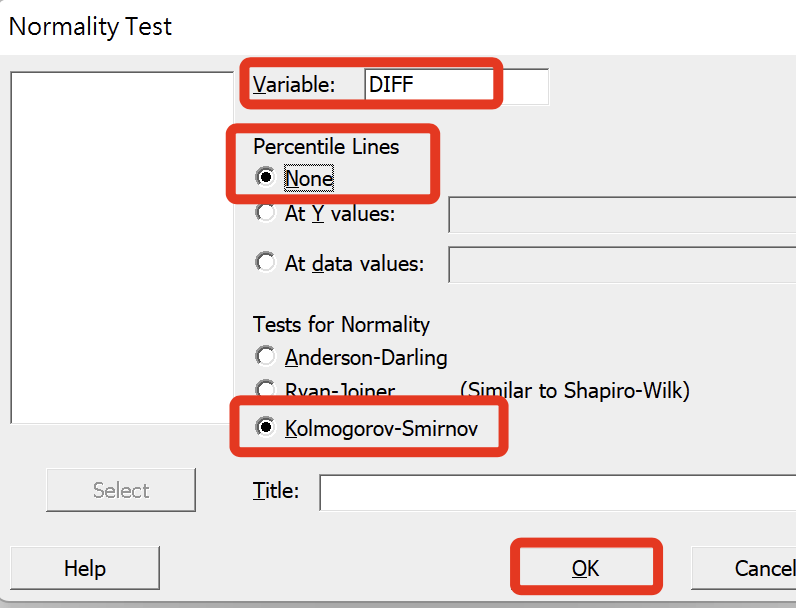 Normality Test
Variable: DIFF
Percentile Lines
None
At Y values:
At data values:
Tests for Normality
Anderson-Darling
Ryan-Joiner (Similar to Shapiro-Wilk)
Kolmogorov-Smirnov
Select Title:
Help OK Cancel